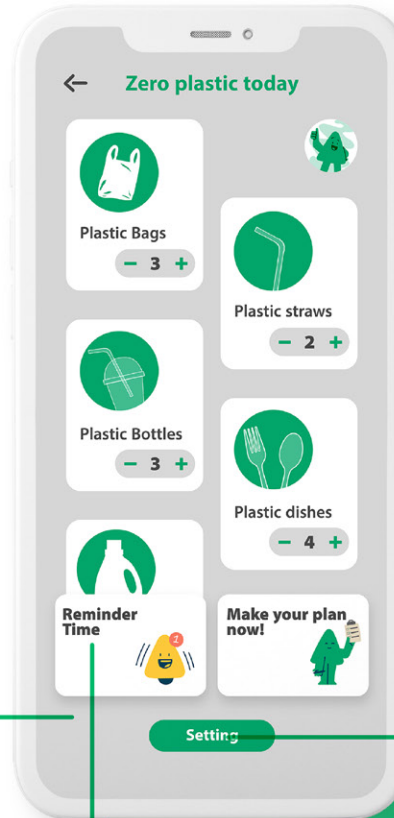 Zero plastic today
Plastic Bags
− 3 +
Plastic straws
− 2 +
Plastic Bottles
− 3 +
Plastic dishes
− 4 +
Reminder
Time
1
Make your plan
now!
Setting